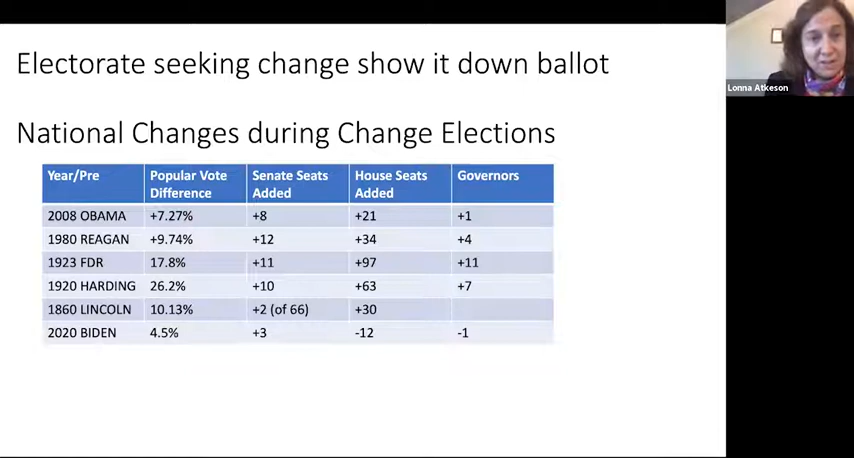 Electorate seeking change show it down ballot
Lonna Atkeson
National Changes during Change Elections
Year/Pre Popular Vote Difference Senate Seats Added House Seats Added Governors
2008 OBAMA +7.27% +8 +21 +1
1980 REAGAN +9.74% +12 +34 +4
1923 FDR 17.8% +11 +97 +11
1920 HARDING 26.2% +10 +63 +7
1860 LINCOLN 10.13% +2 (of 66) +30
2020 BIDEN 4.5% +3 -12 -1